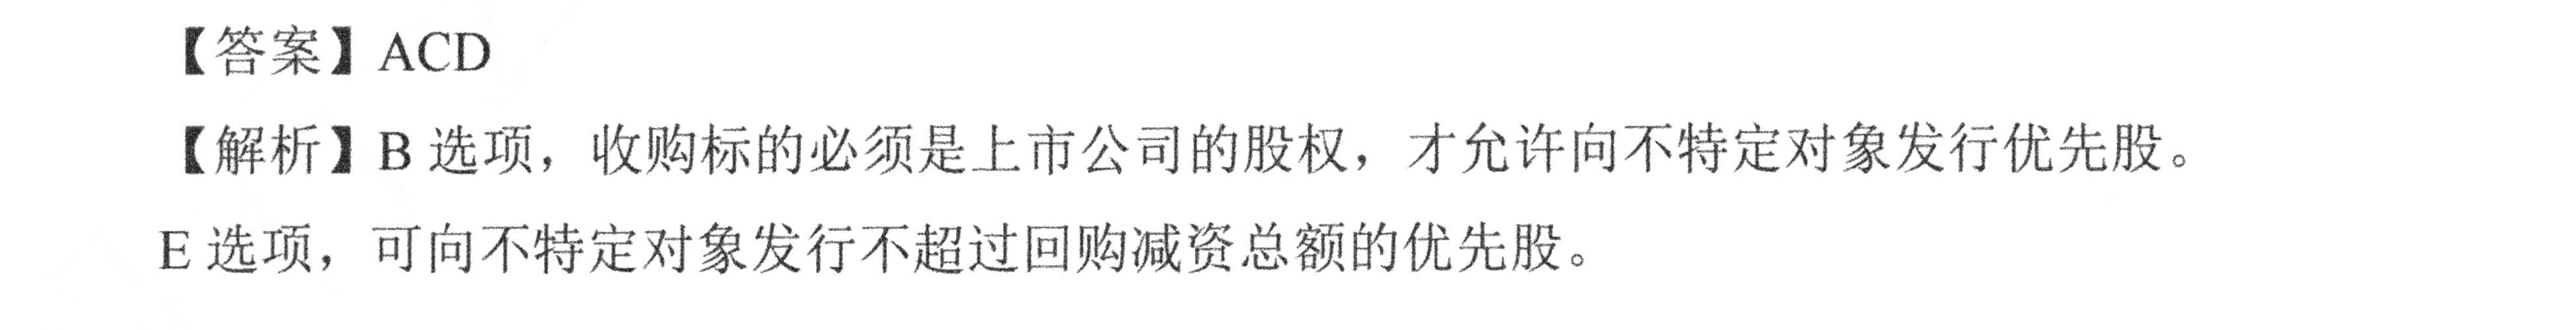 【答案】ACD
【解析】B 选项，收购标的必须是上市公司的股权，才允许向不特定对象发行优先股。
E 选项，可向不特定对象发行不超过回购减资总额的优先股。